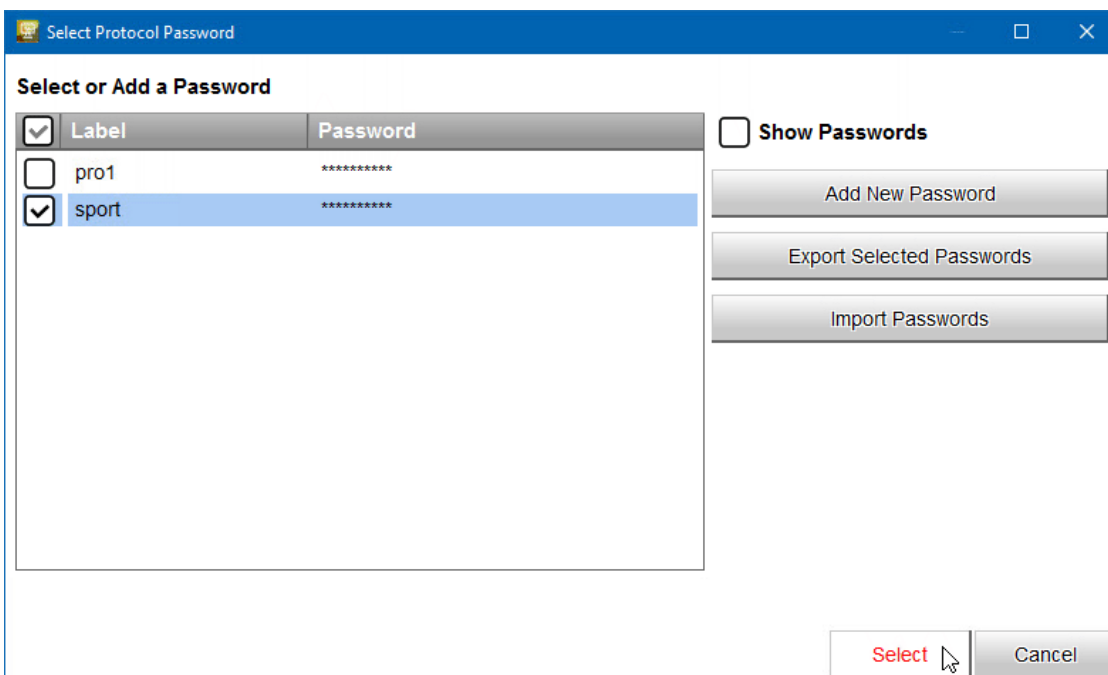 Select Protocol Password
Select or Add a Password
Label Password
pro1 **********
sport **********
Show Passwords
Add New Password
Export Selected Passwords
Import Passwords
Select Cancel